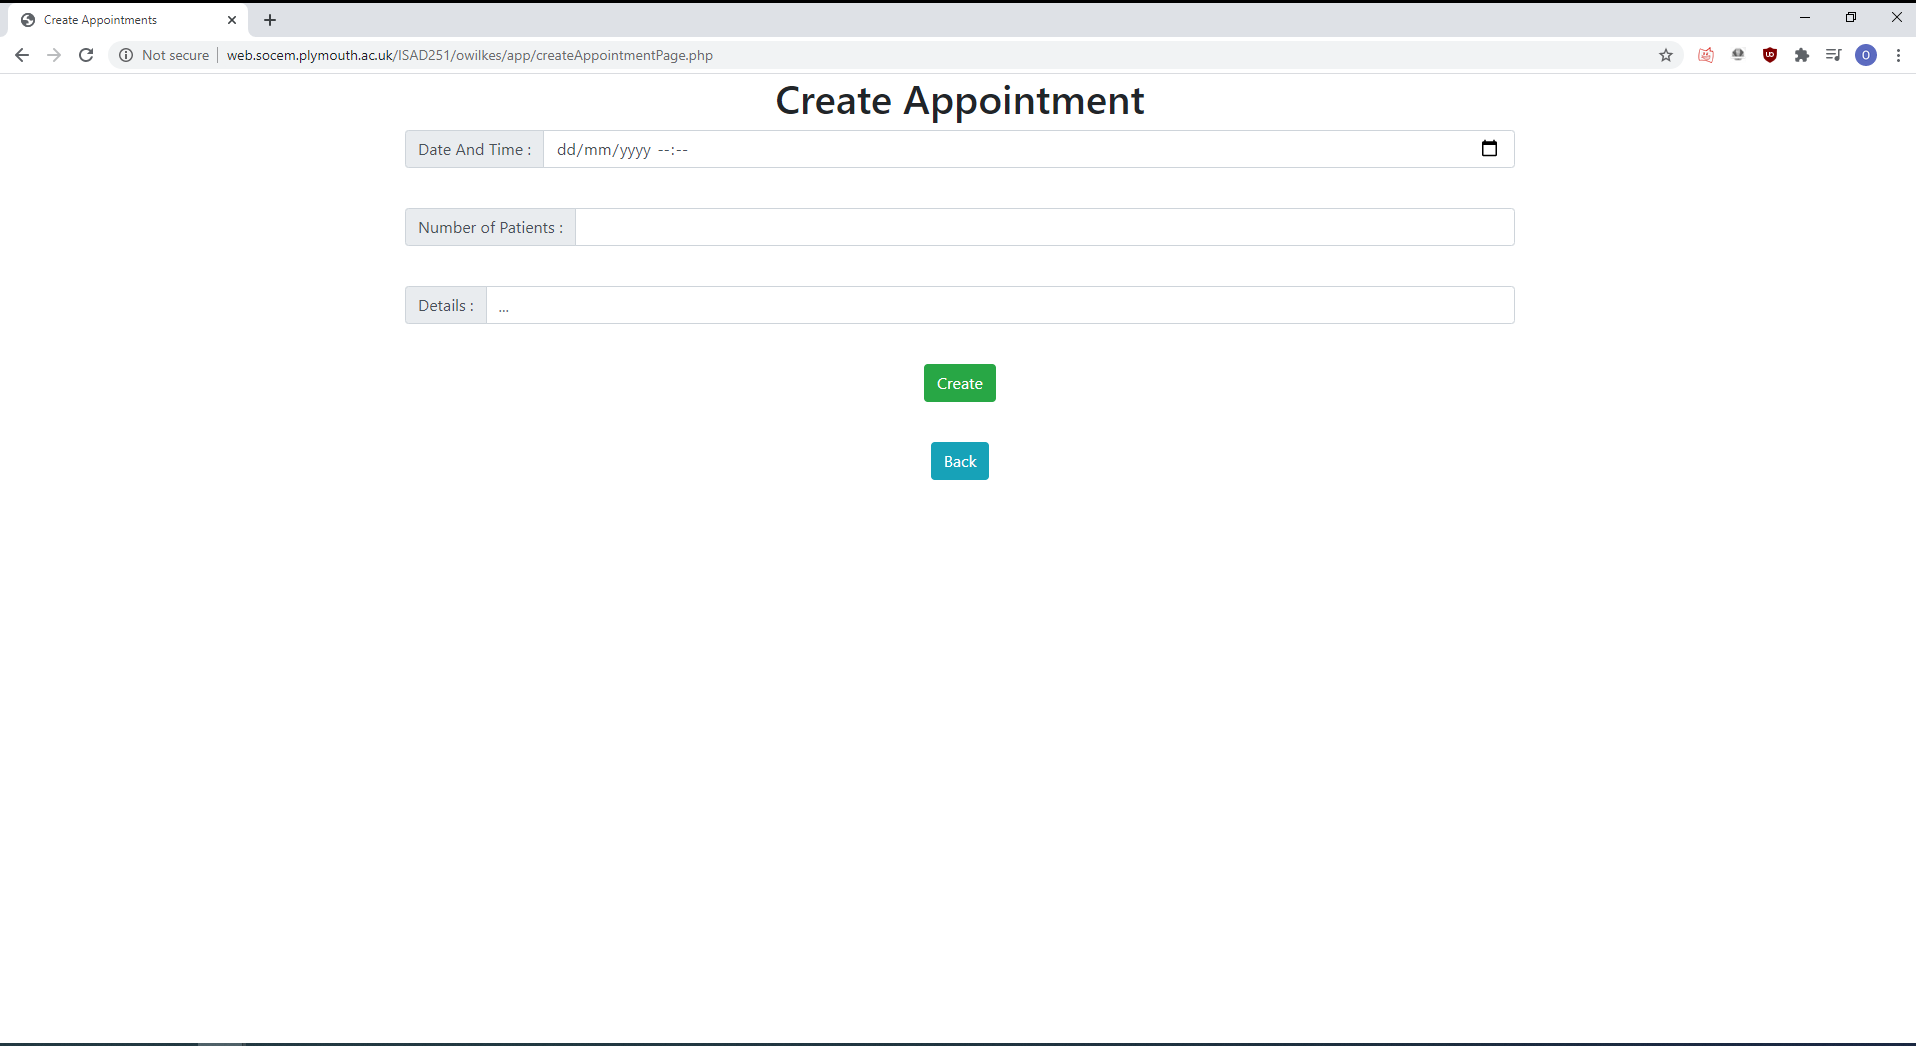 Create Appointments
Not secure web.socem.plymouth.ac.uk/ISAD251/owilkes/app/createAppointmentPage.php
O
Create Appointment
Date And Time : dd/mm/yyyy --:--
Number of Patients :
Details : ...
Create
Back